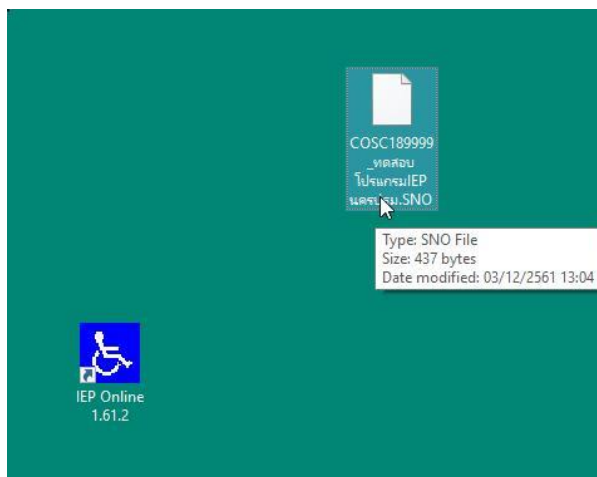 COSC189999
_ทดสอบ
โปรแกรมIEP
.SNO
Type: SNO File
Size: 437 bytes
Date modified: 03/12/2561 13:04
IEP Online
1.61.2